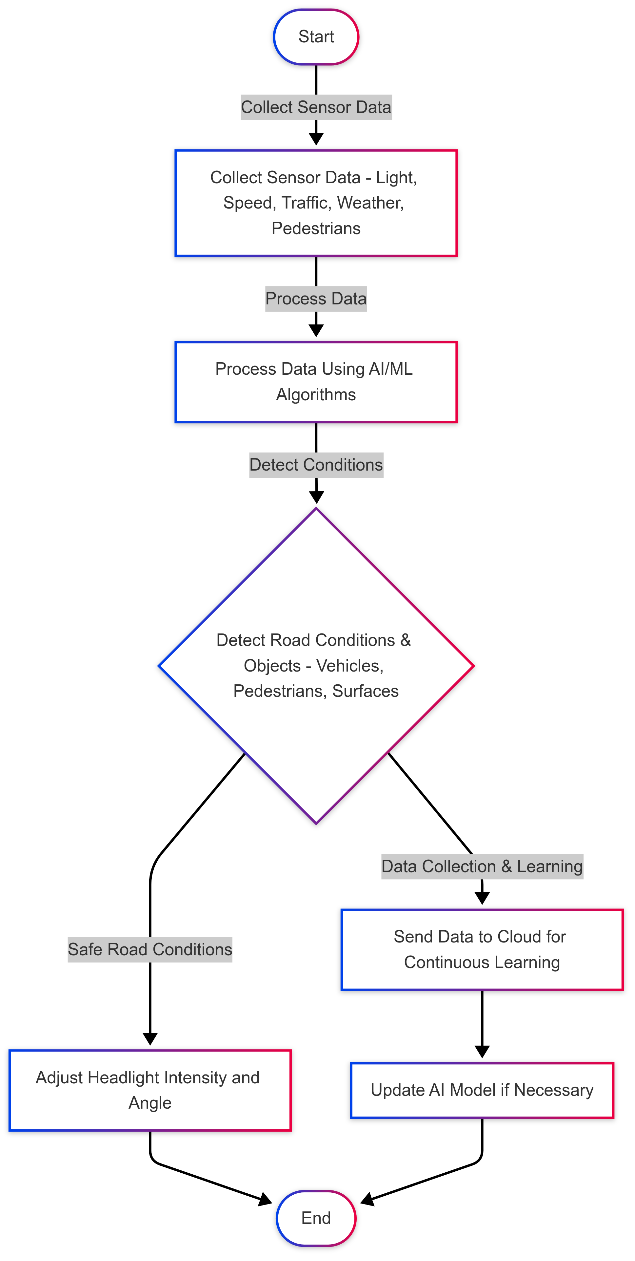 Start
Collect Sensor Data
Collect Sensor Data - Light,
Speed, Traffic, Weather,
Pedestrians
Process Data
Process Data Using AI/ML
Algorithms
Detect Conditions
Detect Road Conditions &
Objects - Vehicles,
Pedestrians, Surfaces
Data Collection & Learning
Send Data to Cloud for
Continuous Learning
Safe Road Conditions
Adjust Headlight Intensity and
Angle
Update AI Model if Necessary
End